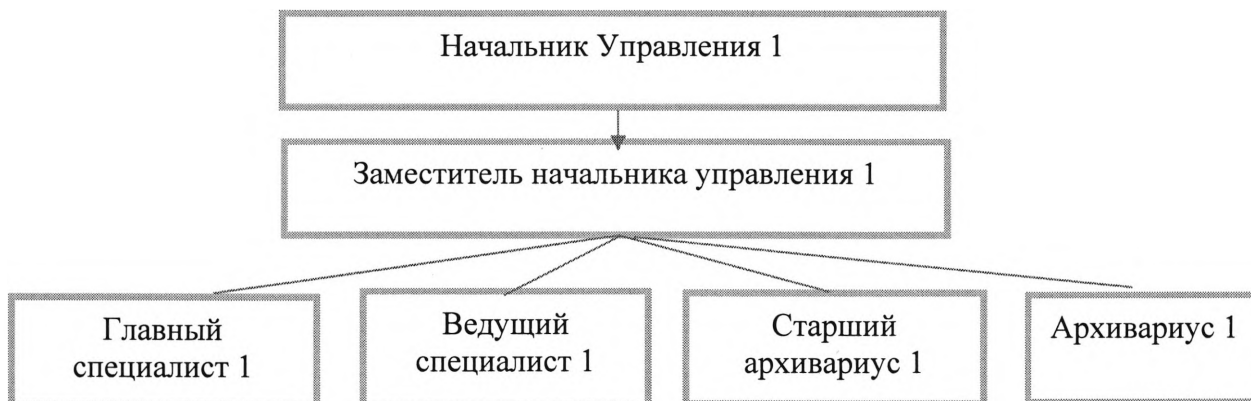 Начальник Управления 1
Заместитель начальника управления 1
Главный
специалист 1
Ведущий
специалист 1
Старший
архивариус 1
Архивариус 1